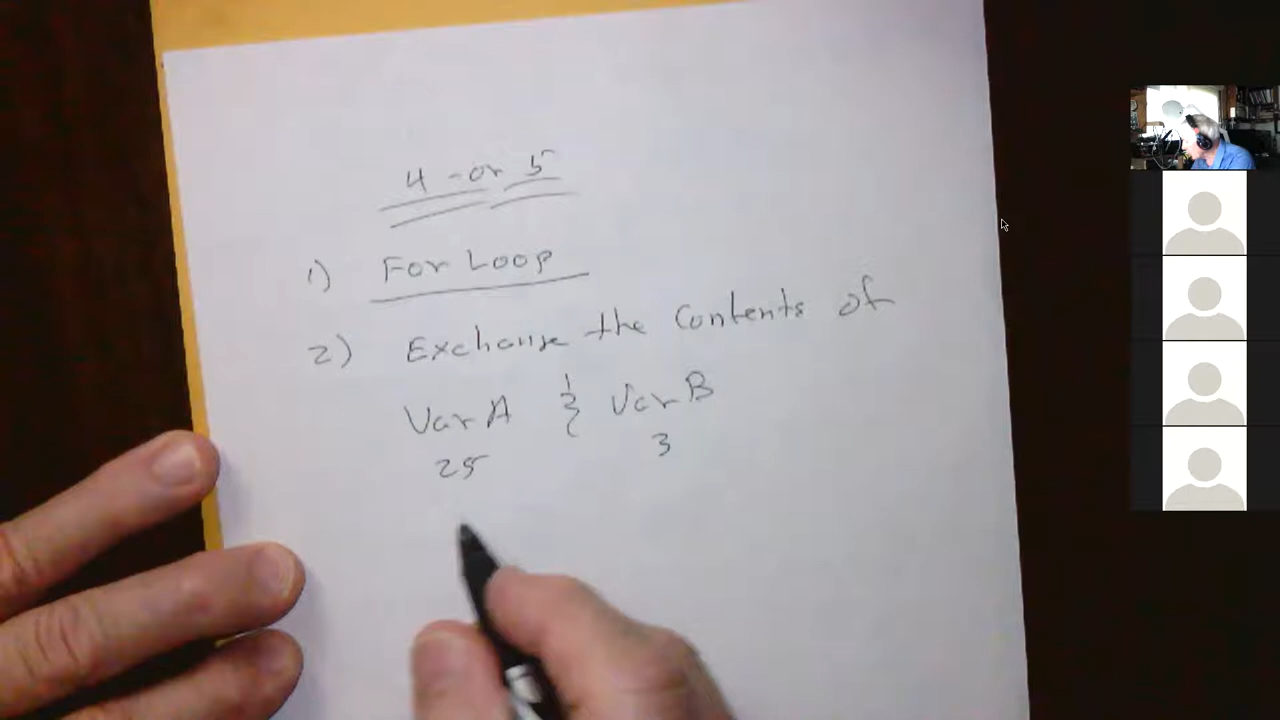 4 - or 5
1) For Loop
2) Exchange the Contents of
Var A & Var B
25 3